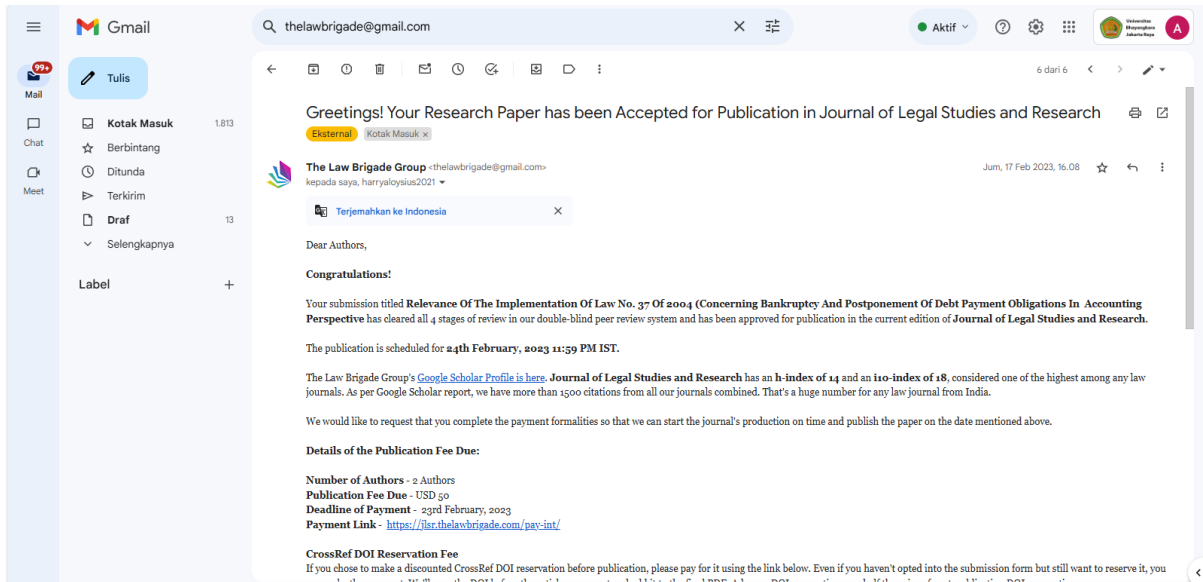 Gmail
thelawbrigade@gmail.com
Aktif
Universitas
Bhayangkara
Jakarta Raya
A
99+
Mail
Chat
Meet
Tulis
Kotak Masuk 1.813
Berbintang
Ditunda
Terkirim
Draf 13
Selengkapnya
Label
6 dari 6
Greetings! Your Research Paper has been Accepted for Publication in Journal of Legal Studies and Research
Eksternal Kotak Masuk ×
The Law Brigade Group <thelawbrigade@gmail.com>
Jum, 17 Feb 2023, 16.08
kepada saya, harryaloysius2021
Terjemahkan ke Indonesia
Dear Authors,
Congratulations!
Your submission titled Relevance Of The Implementation Of Law No. 37 Of 2004 (Concerning Bankruptcy And Postponement Of Debt Payment Obligations In Accounting
Perspective has cleared all 4 stages of review in our double-blind peer review system and has been approved for publication in the current edition of Journal of Legal Studies and Research.
The publication is scheduled for 24th February, 2023 11:59 PM IST.
The Law Brigade Group's Google Scholar Profile is here. Journal of Legal Studies and Research has an h-index of 14 and an i10-index of 18, considered one of the highest among any law
journals. As per Google Scholar report, we have more than 1500 citations from all our journals combined. That's a huge number for any law journal from India.
We would like to request that you complete the payment formalities so that we can start the journal's production on time and publish the paper on the date mentioned above.
Details of the Publication Fee Due:
Number of Authors - 2 Authors
Publication Fee Due - USD 50
Deadline of Payment - 23rd February, 2023
Payment Link - https://jlsr.thelawbrigade.com/pay-int/
CrossRef DOI Reservation Fee
If you chose to make a discounted CrossRef DOI reservation before publication, please pay for it using the link below. Even if you haven't opted into the submission form but still want to reserve it, you